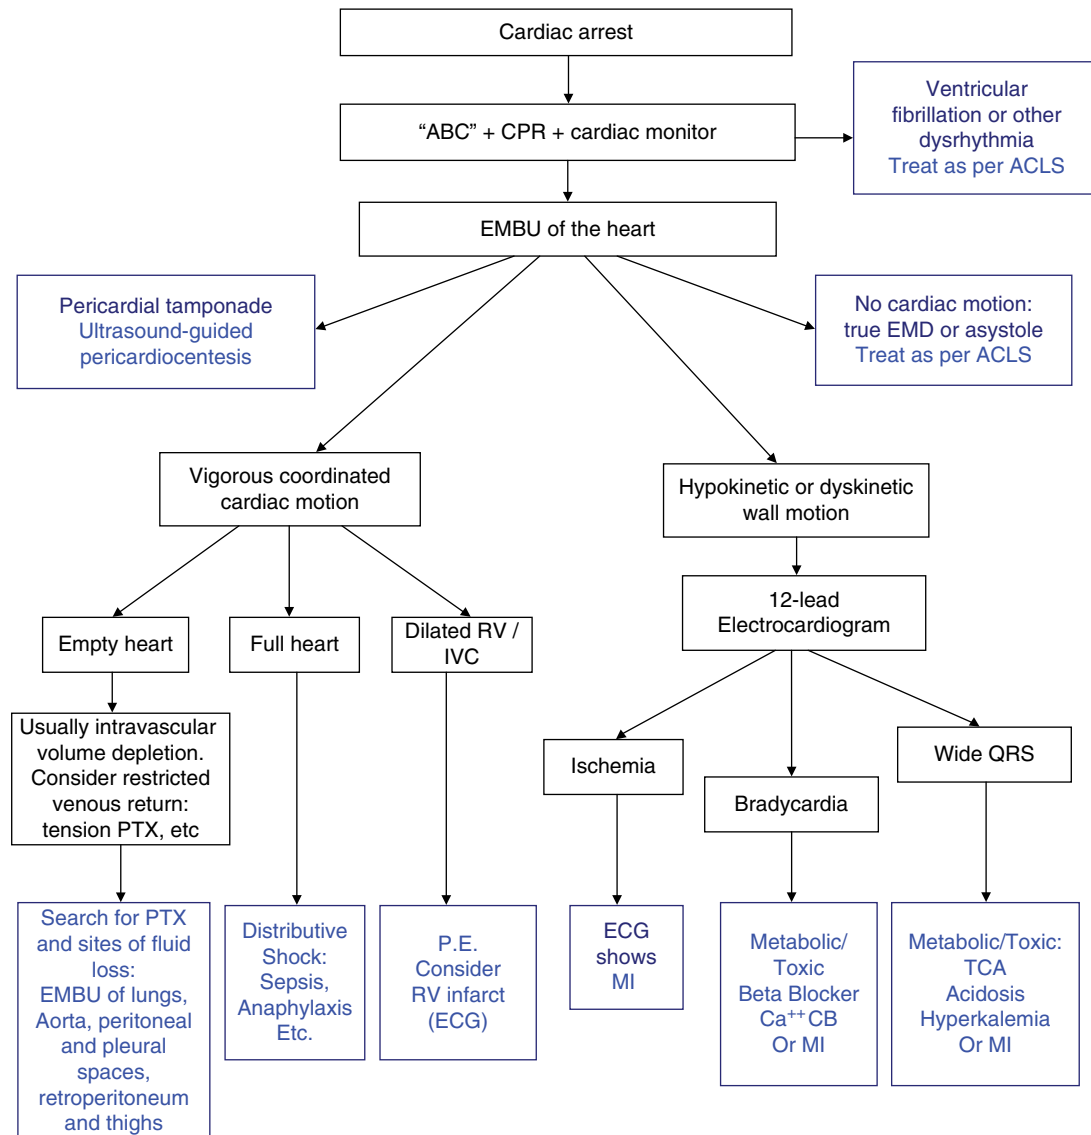 Cardiac arrest
“ABC” + CPR + cardiac monitor
Ventricular
fibrillation or other
dysrhythmia
Treat as per ACLS
EMBU of the heart
Pericardial tamponade
Ultrasound-guided
pericardiocentesis
No cardiac motion:
true EMD or asystole
Treat as per ACLS
Vigorous coordinated
cardiac motion
Hypokinetic or dyskinetic
wall motion
12-lead
Electrocardiogram
Empty heart
Full heart
Dilated RV /
IVC
Usually intravascular
volume depletion.
Consider restricted
venous return:
tension PTX, etc
Ischemia
Bradycardia
Wide QRS
Search for PTX
and sites of fluid
loss:
EMBU of lungs,
Aorta, peritoneal
and pleural
spaces,
retroperitoneum
and thighs
Distributive
Shock:
Sepsis,
Anaphylaxis
Etc.
P.E.
Consider
RV infarct
(ECG)
ECG
shows
MI
Metabolic/
Toxic
Beta Blocker
Ca⁺⁺CB
Or MI
Metabolic/Toxic:
TCA
Acidosis
Hyperkalemia
Or MI